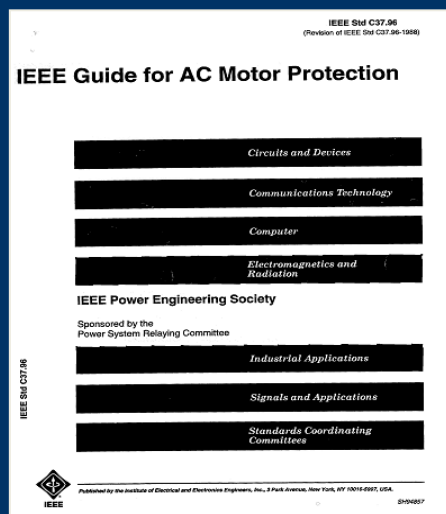 IEEE Std C37.96
(Revision of IEEE Std C37.96-1988)
IEEE Guide for AC Motor Protection
Circuits and Devices
Communications Technology
Computer
Electromagnetics and
Radiation
IEEE Power Engineering Society
Sponsored by the
Power System Relaying Committee
Industrial Applications
Signals and Applications
Standards Coordinating
Committees
IEEE Std C37.96
IEEE
Published by the Institute of Electrical and Electronics Engineers, Inc., 3 Park Avenue, New York, NY 10016-5997, USA.
SH94857